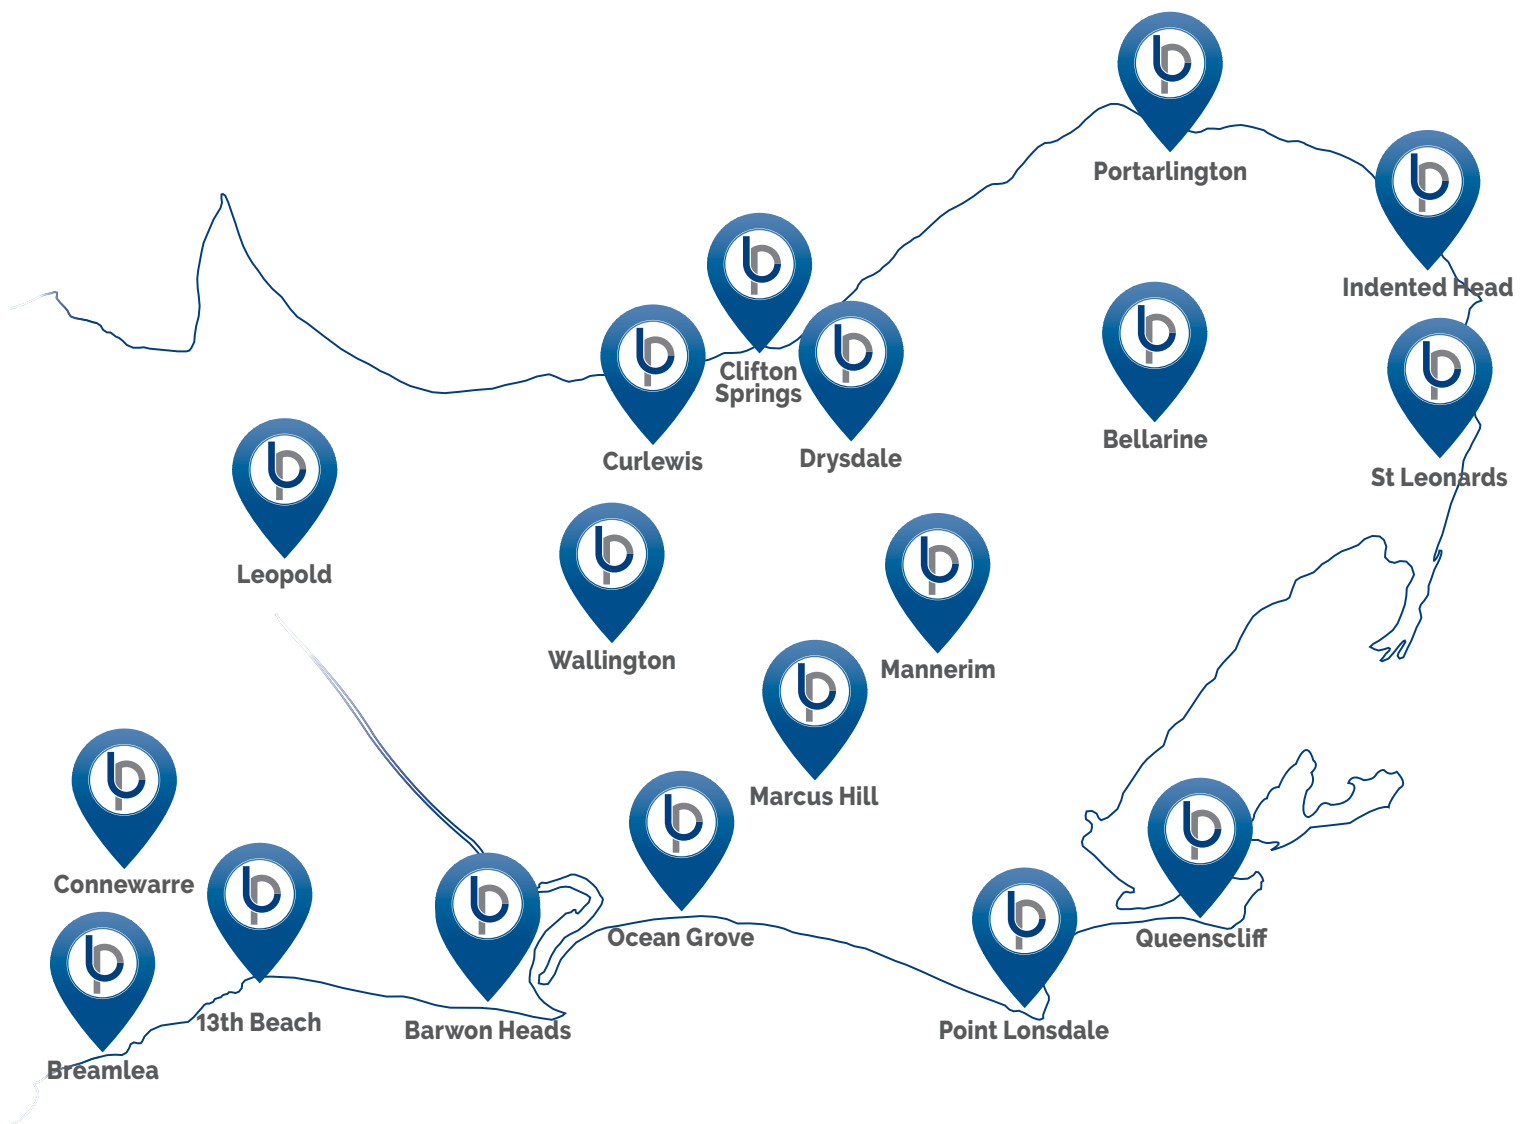 Portarlington
Indented Head
Clifton
Springs
Bellarine
Drysdale
Curlewis
St Leonards
Leopold
Wallington
Mannerim
Marcus Hill
Connewarre
Ocean Grove
Queenscliff
13th Beach
Barwon Heads
Point Lonsdale
Breamlea